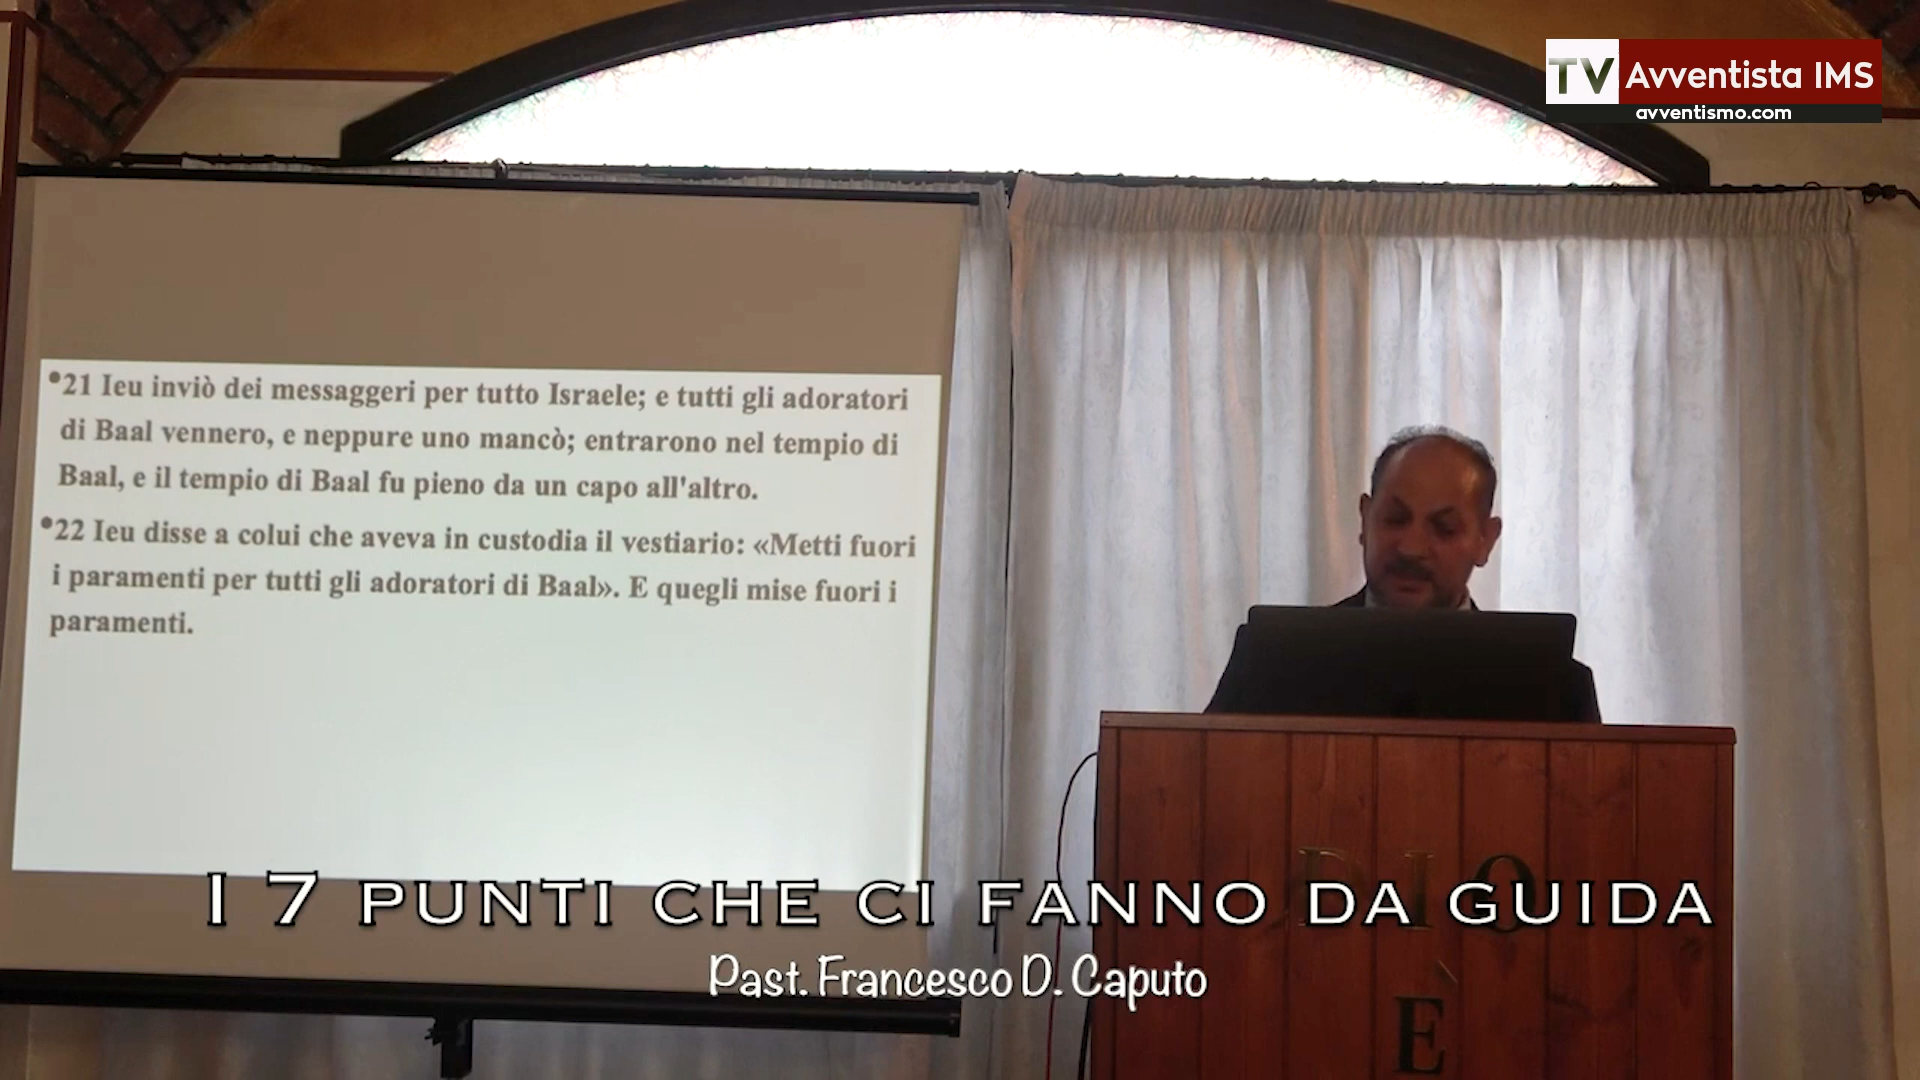 TV Avventista IMS
avventismo.com
•21 Ieu inviò dei messaggeri per tutto Israele; e tutti gli adoratori
di Baal vennero, e neppure uno mancò; entrarono nel tempio di
Baal, e il tempio di Baal fu pieno da un capo all'altro.
•22 Ieu disse a colui che aveva in custodia il vestiario: «Metti fuori
i paramenti per tutti gli adoratori di Baal». E quegli mise fuori i
paramenti.
I 7 PUNTI CHE CI FANNO DA GUIDA
Past. Francesco D. Caputo
DIO
È